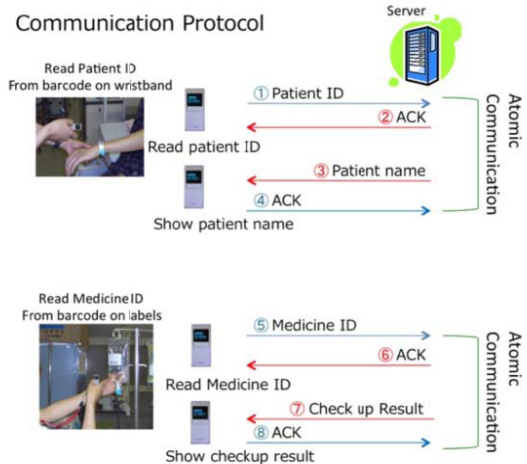 Communication Protocol
Server
Read Patient ID
From barcode on wristband
① Patient ID
② ACK
Read patient ID
③ Patient name
④ ACK
Show patient name
Atomic
Communication
Read MedicineID
From barcode on labels
⑤ Medicine ID
⑥ ACK
Read Medicine ID
⑦ Check up Result
⑧ ACK
Show checkup result
Atomic
Communication